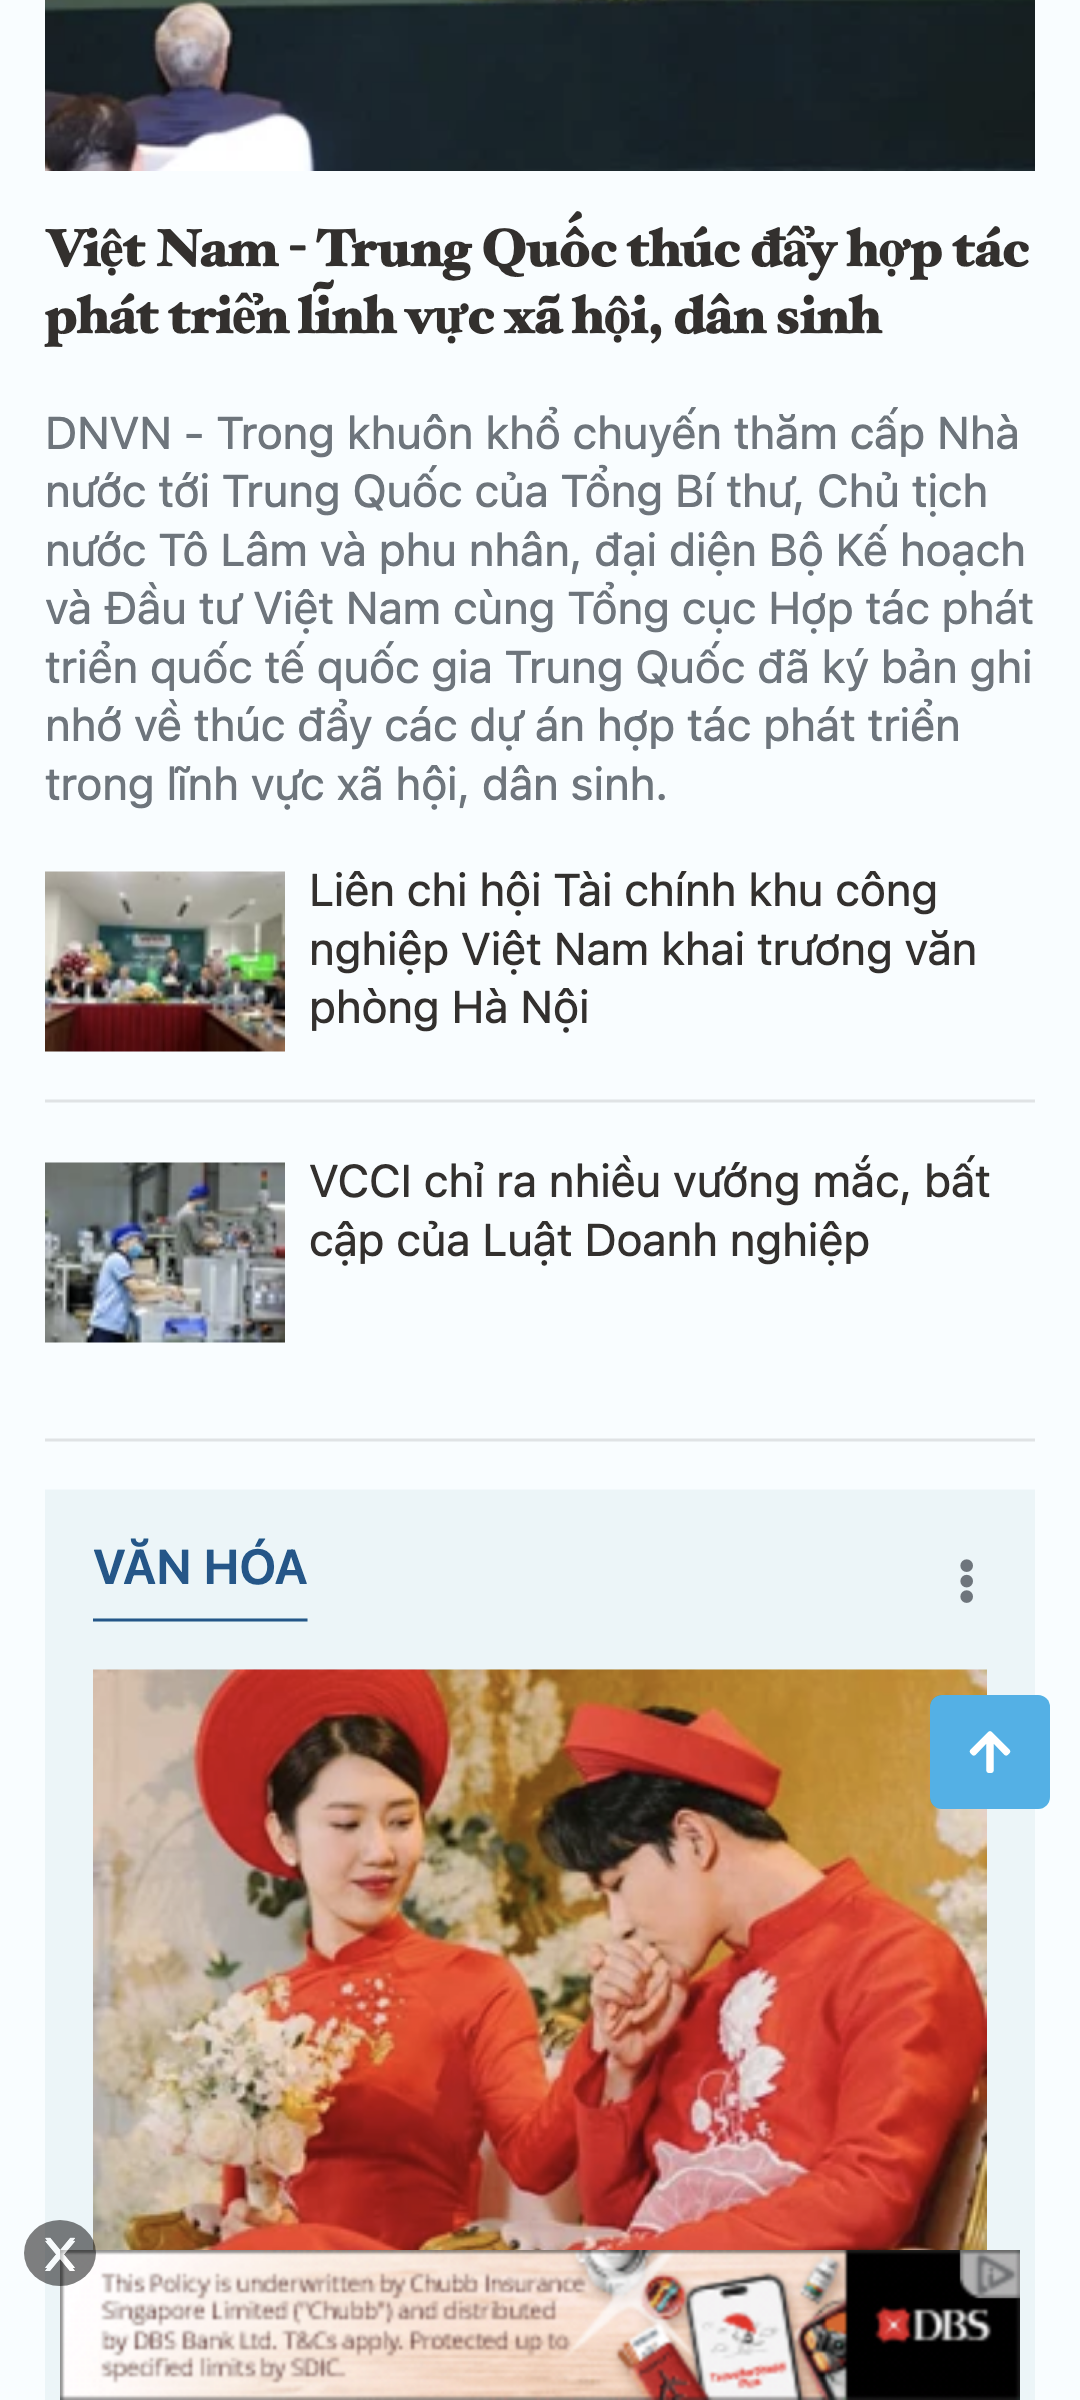 Việt Nam - Trung Quốc thúc đẩy hợp tác
phát triển lĩnh vực xã hội, dân sinh
DNVN - Trong khuôn khổ chuyến thăm cấp Nhà
nước tới Trung Quốc của Tổng Bí thư, Chủ tịch
nước Tô Lâm và phu nhân, đại diện Bộ Kế hoạch
và Đầu tư Việt Nam cùng Tổng cục Hợp tác phát
triển quốc tế quốc gia Trung Quốc đã ký bản ghi
nhớ về thúc đẩy các dự án hợp tác phát triển
trong lĩnh vực xã hội, dân sinh.
Liên chi hội Tài chính khu công
nghiệp Việt Nam khai trương văn
phòng Hà Nội
VCCI chỉ ra nhiều vướng mắc, bất
cập của Luật Doanh nghiệp
VĂN HÓA
X
This Policy is underwritten by Chubb Insurance
Singapore Limited ("Chubb") and distributed
by DBS Bank Ltd. T&Cs apply. Protected up to
specified limits by SDIC.
DBS